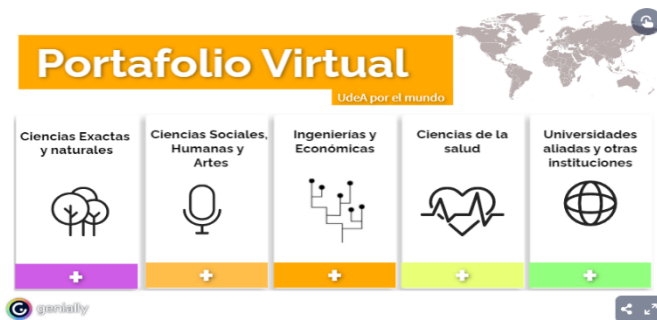 Portafolio Virtual
UdeA por el mundo
Ciencias Exactas
y naturales
Ciencias Sociales,
Humanas y
Artes
Ingenierías y
Económicas
Ciencias de la
salud
Universidades
aliadas y otras
instituciones
genially